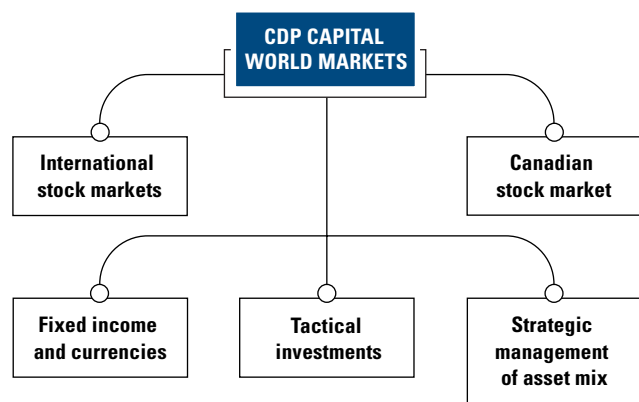 CDP CAPITAL
WORLD MARKETS
International
stock markets
Canadian
stock market
Fixed income
and currencies
Tactical
investments
Strategic
management
of asset mix